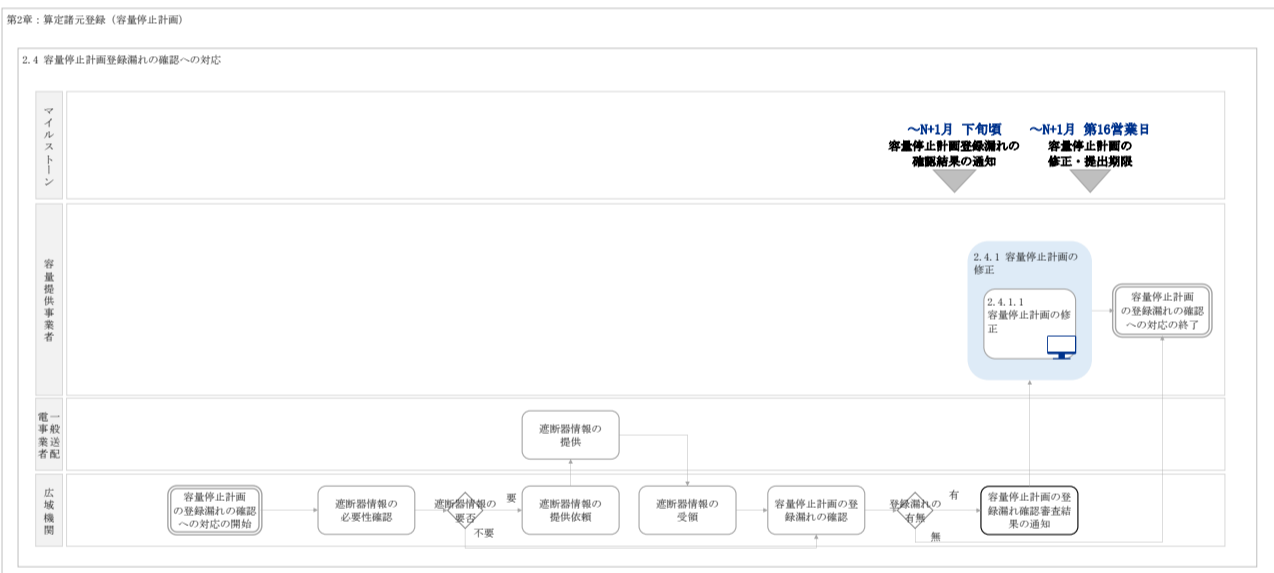 第2章：算定諸元登録（容量停止計画）
2.4 容量停止計画登録漏れの確認への対応
マイルストーン
～N+1月 下旬頃
容量停止計画登録漏れの
確認結果の通知
～N+1月 第16営業日
容量停止計画の
修正・提出期限
容量提供事業者
2.4.1 容量停止計画の
修正
2.4.1.1
容量停止計画の修
正
容量停止計画
の登録漏れの確認
への対応の終了
一般送配
電事業者
遮断器情報の
提供
広域機関
容量停止計画
の登録漏れの確認
への対応の開始
遮断器情報の
必要性確認
遮断器情報の
要否
要
不要
遮断器情報の
提供依頼
遮断器情報の
受領
容量停止計画の登
録漏れの確認
登録漏れの
有無
有
無
容量停止計画の登
録漏れ確認審査結
果の通知